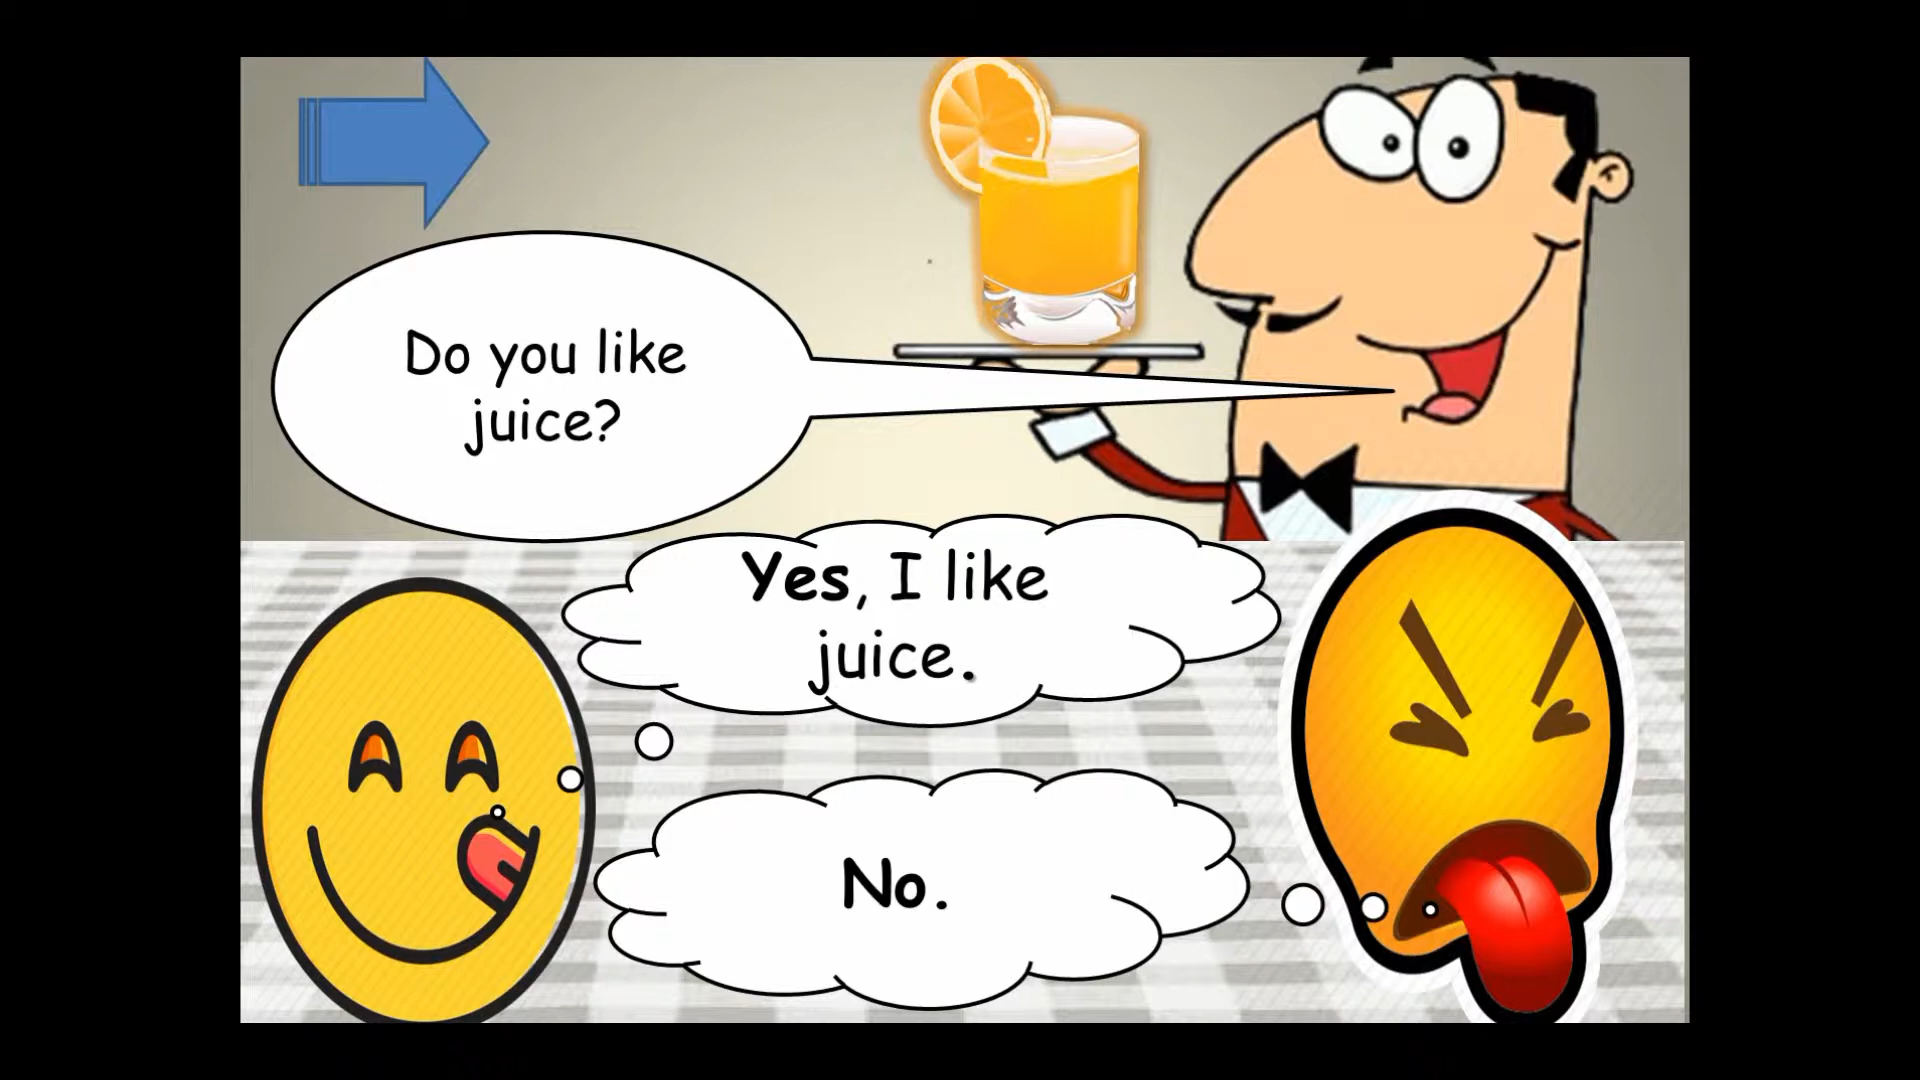 Do you like
juice?
Yes, I like
juice.
No.